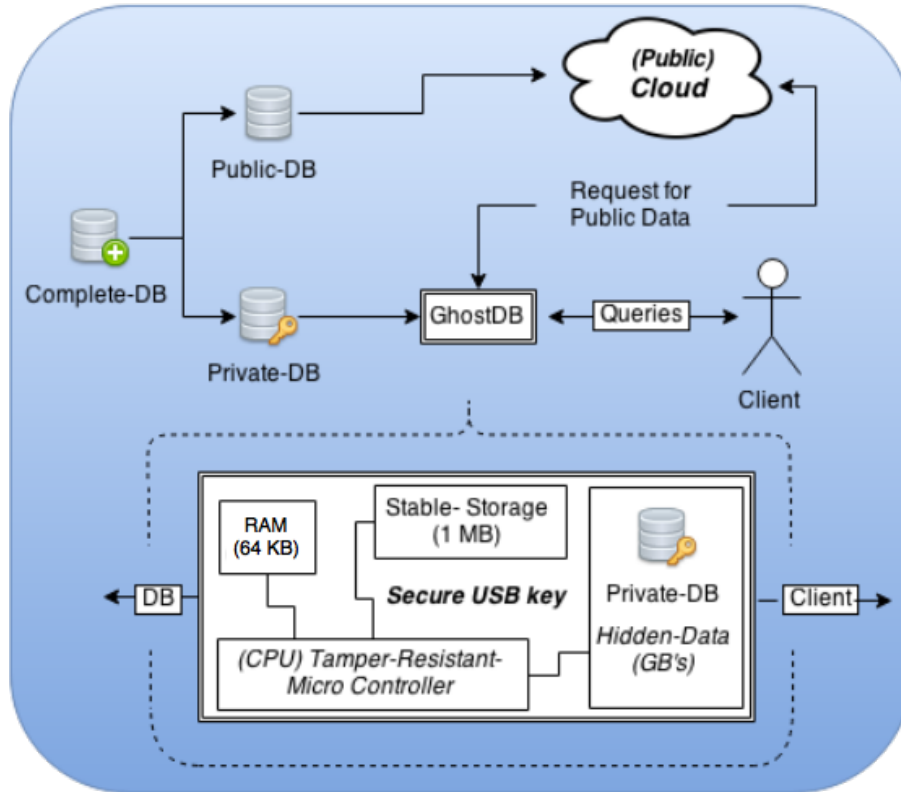 (Public)
Cloud
Public-DB
Request for
Public Data
Complete-DB
GhostDB
Queries
Private-DB
Client
RAM
(64 KB)
Stable- Storage
(1 MB)
Secure USB key
DB
Private-DB
Client
Hidden-Data
(GB's)
(CPU) Tamper-Resistant-
Micro Controller